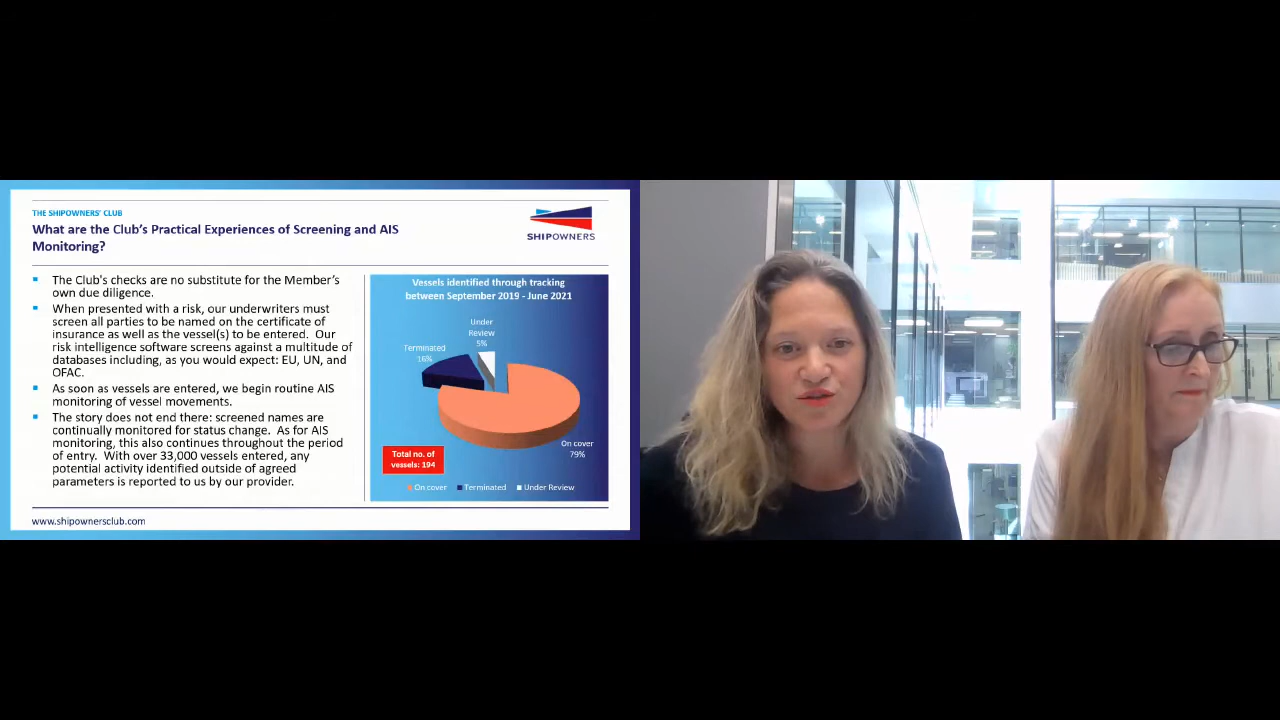 THE SHIPOWNERS' CLUB
What are the Club's Practical Experiences of Screening and AIS
Monitoring?
SHIPOWNERS
The Club's checks are no substitute for the Member's
own due diligence.
When presented with a risk, our underwriters must
screen all parties to be named on the certificate of
insurance as well as the vessel(s) to be entered. Our
risk intelligence software screens against a multitude of
databases including, as you would expect: EU, UN, and
OFAC.
As soon as vessels are entered, we begin routine AIS
monitoring of vessel movements.
The story does not end there: screened names are
continually monitored for status change. As for AIS
monitoring, this also continues throughout the period
of entry. With over 33,000 vessels entered, any
potential activity identified outside of agreed
parameters is reported to us by our provider.
Vessels identified through tracking
between September 2019 - June 2021
Under
Review
5%
Terminated
16%
On cover
79%
Total no. of
vessels: 194
On cover Terminated Under Review
www.shipownersclub.com